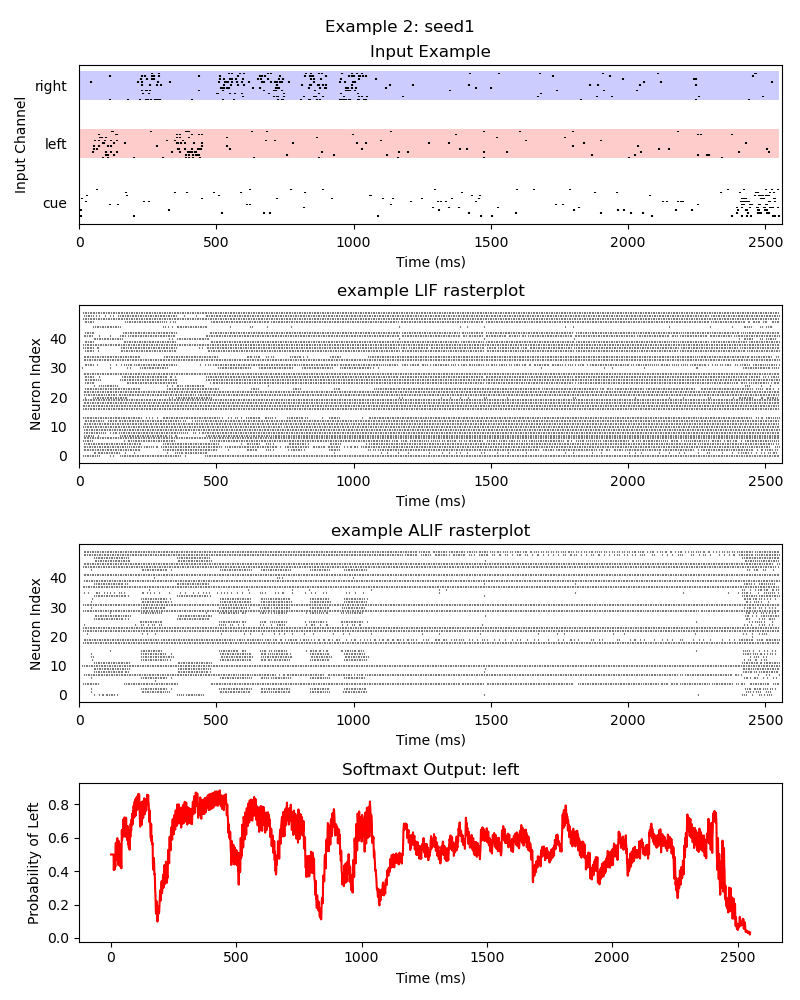 Example 2: seed1
Input Example
Input Channel
right
left
cue
0 500 1000 1500 2000 2500
Time (ms)
example LIF rasterplot
Neuron Index
40
30
20
10
0
0 500 1000 1500 2000 2500
Time (ms)
example ALIF rasterplot
Neuron Index
40
30
20
10
0
0 500 1000 1500 2000 2500
Time (ms)
Softmaxt Output: left
Probability of Left
0.8
0.6
0.4
0.2
0.0
0 500 1000 1500 2000 2500
Time (ms)